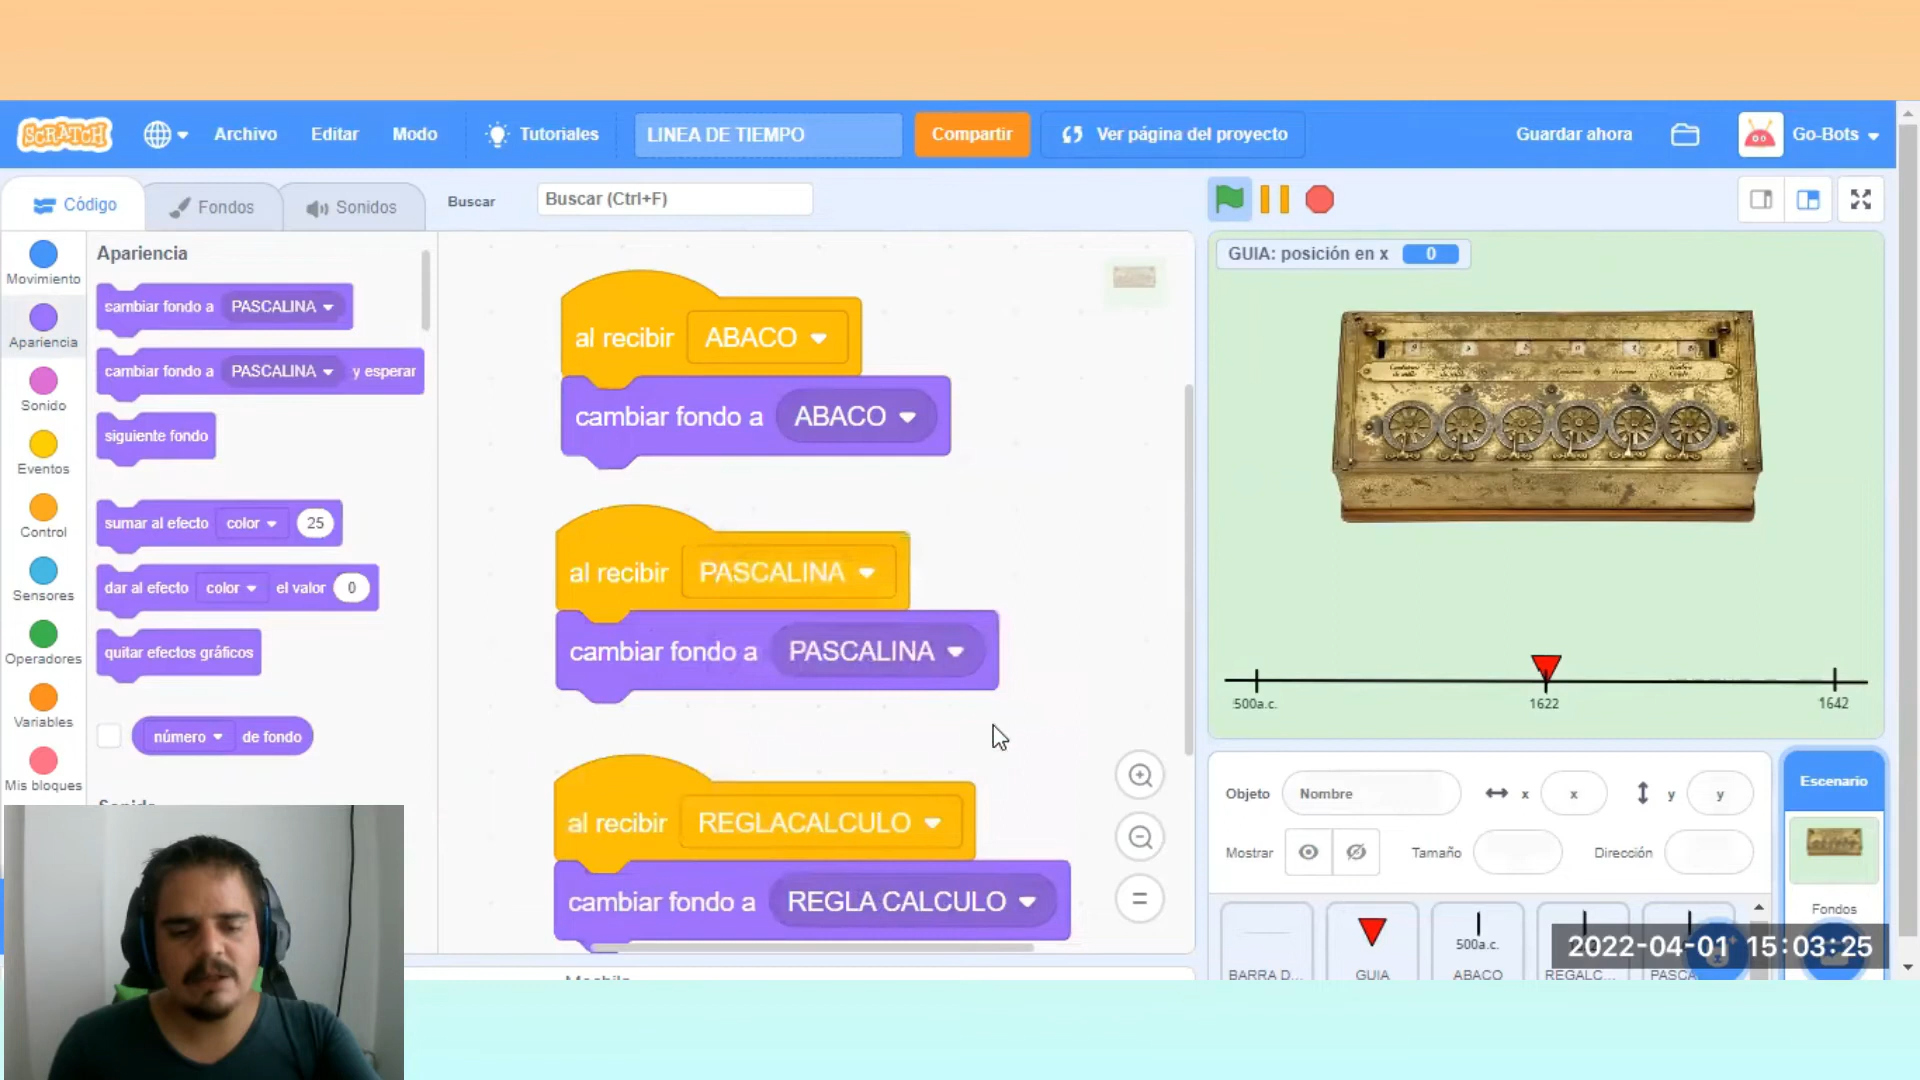 SCRATCH
Archivo
Editar
Modo
Tutoriales
LINEA DE TIEMPO
Compartir
Ver página del proyecto
Guardar ahora
Go-Bots
Código
Fondos
Sonidos
Buscar
Buscar (Ctrl+F)
Movimiento
Apariencia
Sonido
Eventos
Control
Sensores
Operadores
Variables
Mis bloques
Apariencia
cambiar fondo a PASCALINA
cambiar fondo a PASCALINA y esperar
siguiente fondo
sumar al efecto color 25
dar al efecto color el valor 0
quitar efectos gráficos
número de fondo
al recibir ABACO
cambiar fondo a ABACO
al recibir PASCALINA
cambiar fondo a PASCALINA
al recibir REGLACALCULO
cambiar fondo a REGLA CALCULO
GUIA: posición en x 0
500a.c.
1622
1642
Objeto
Nombre
x
x
y
y
Mostrar
Tamaño
Dirección
Escenario
Fondos
BARRA D...
GUIA
500a.c.
ABACO
REGALC...
2022-04-01 15:03:25